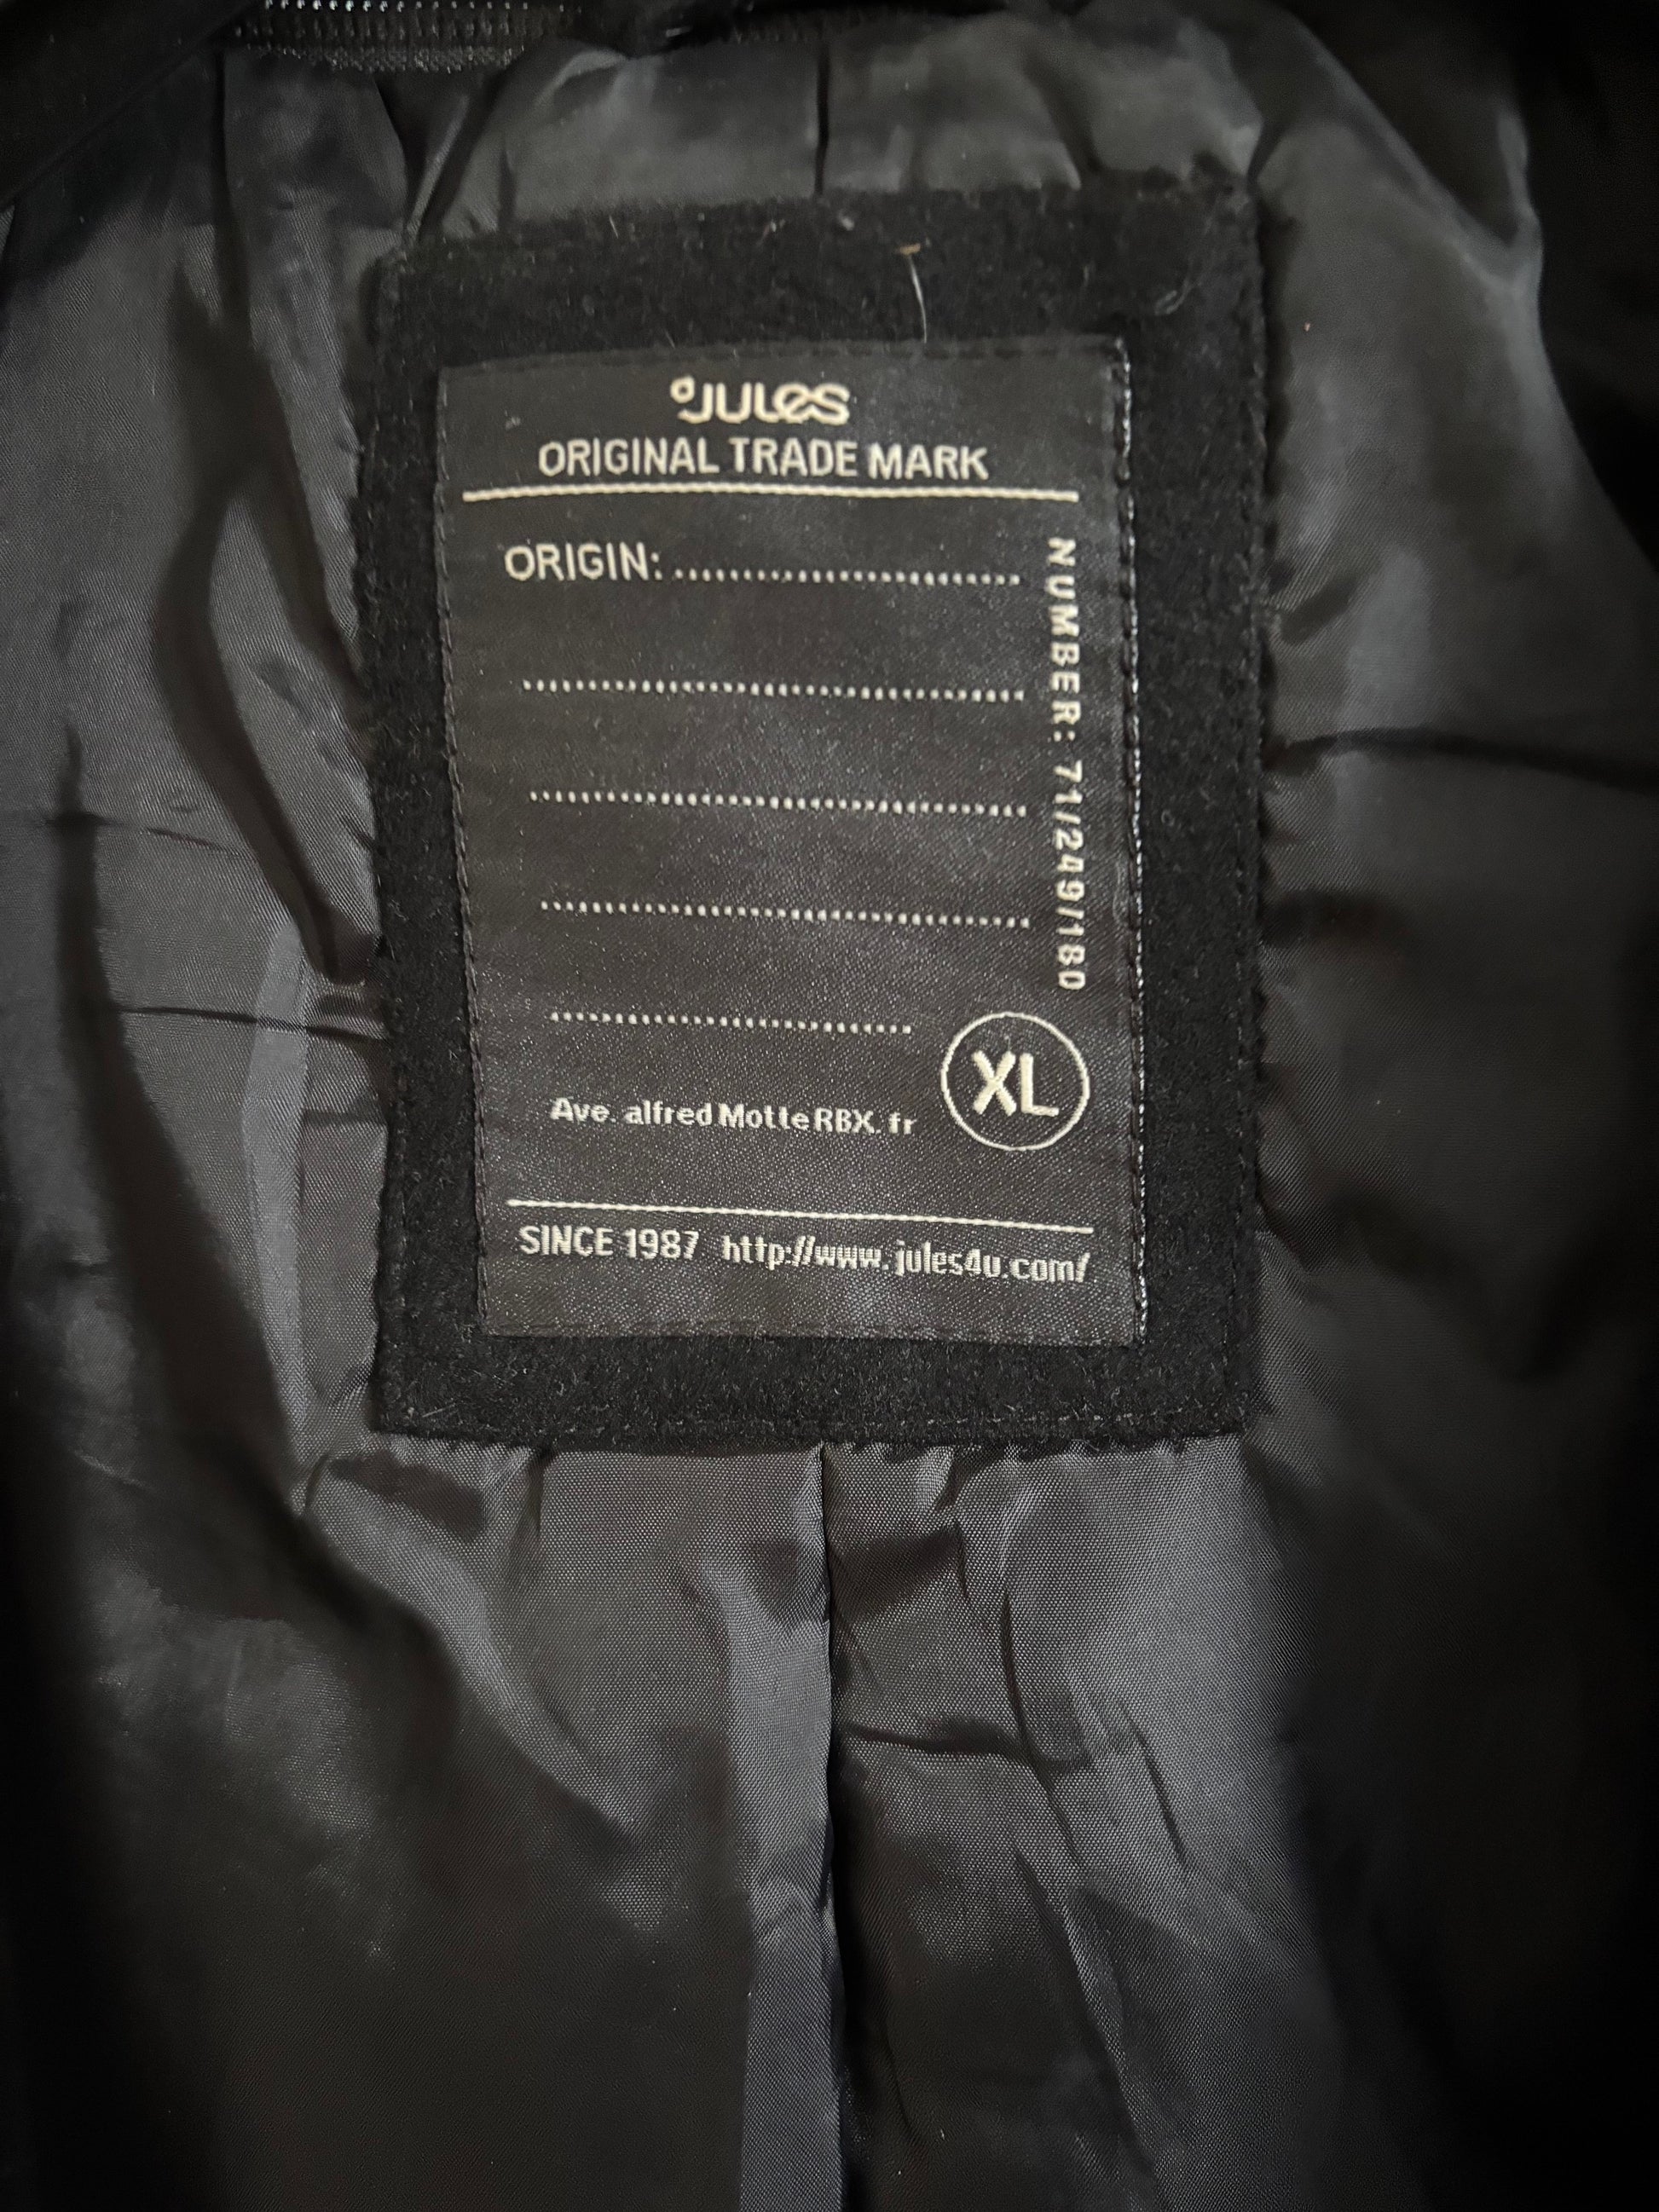 JULES
ORIGINAL TRADE MARK
ORIGIN: ........................................
NUMBER: 71/249/180
XL
Ave. alfred Motte RBX. fr
SINCE 1987 http://www.jules4u.com/